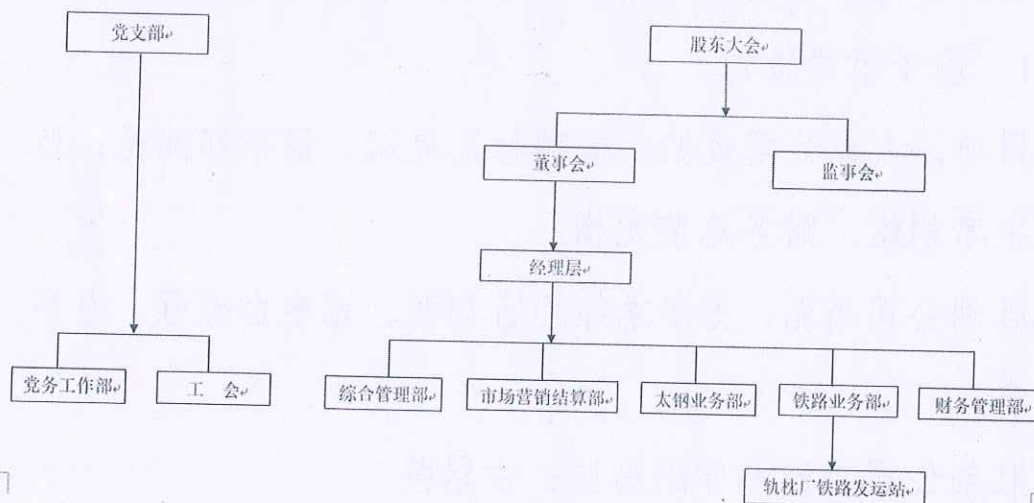 党支部
股东大会
董事会
监事会
经理层
党务工作部
工 会
综合管理部
市场营销结算部
太钢业务部
铁路业务部
财务管理部
轨枕厂铁路发运站